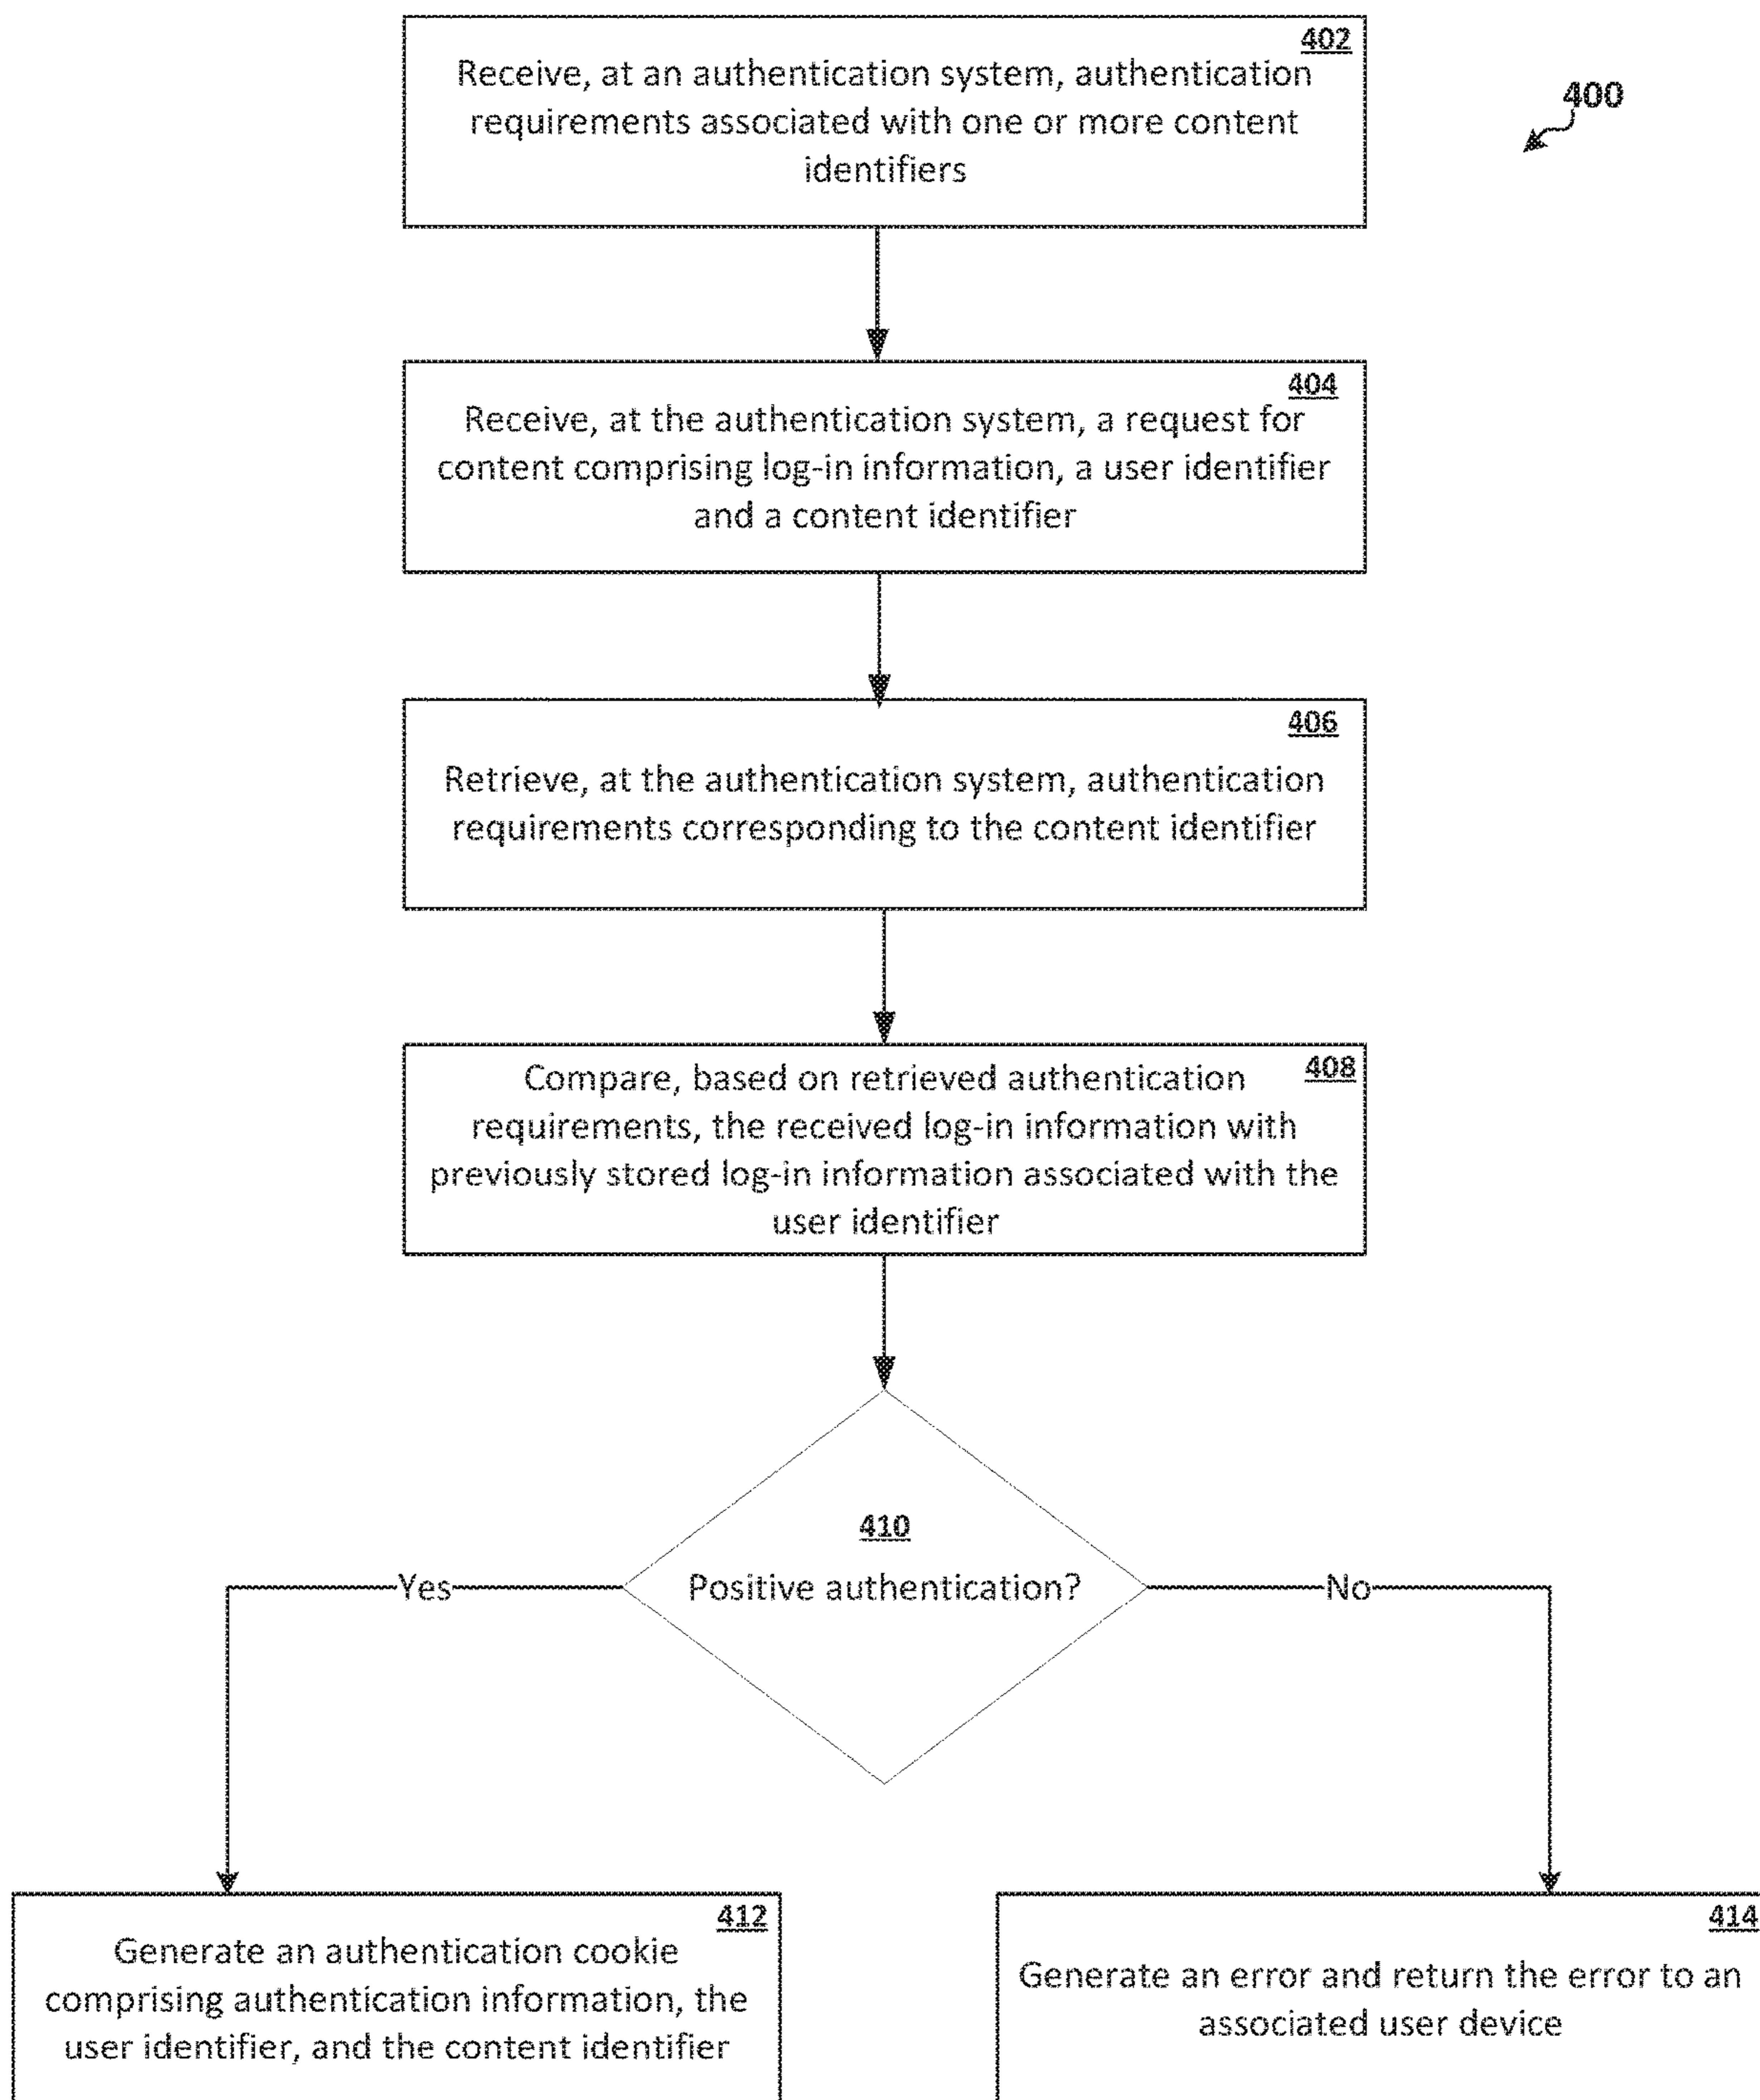 402
Receive, at an authentication system, authentication
requirements associated with one or more content
identifiers
400
404
Receive, at the authentication system, a request for
content comprising log-in information, a user identifier
and a content identifier
406
Retrieve, at the authentication system, authentication
requirements corresponding to the content identifier
408
Compare, based on retrieved authentication
requirements, the received log-in information with
previously stored log-in information associated with the
user identifier
410
Positive authentication?
Yes
No
412
Generate an authentication cookie
comprising authentication information, the
user identifier, and the content identifier
414
Generate an error and return the error to an
associated user device